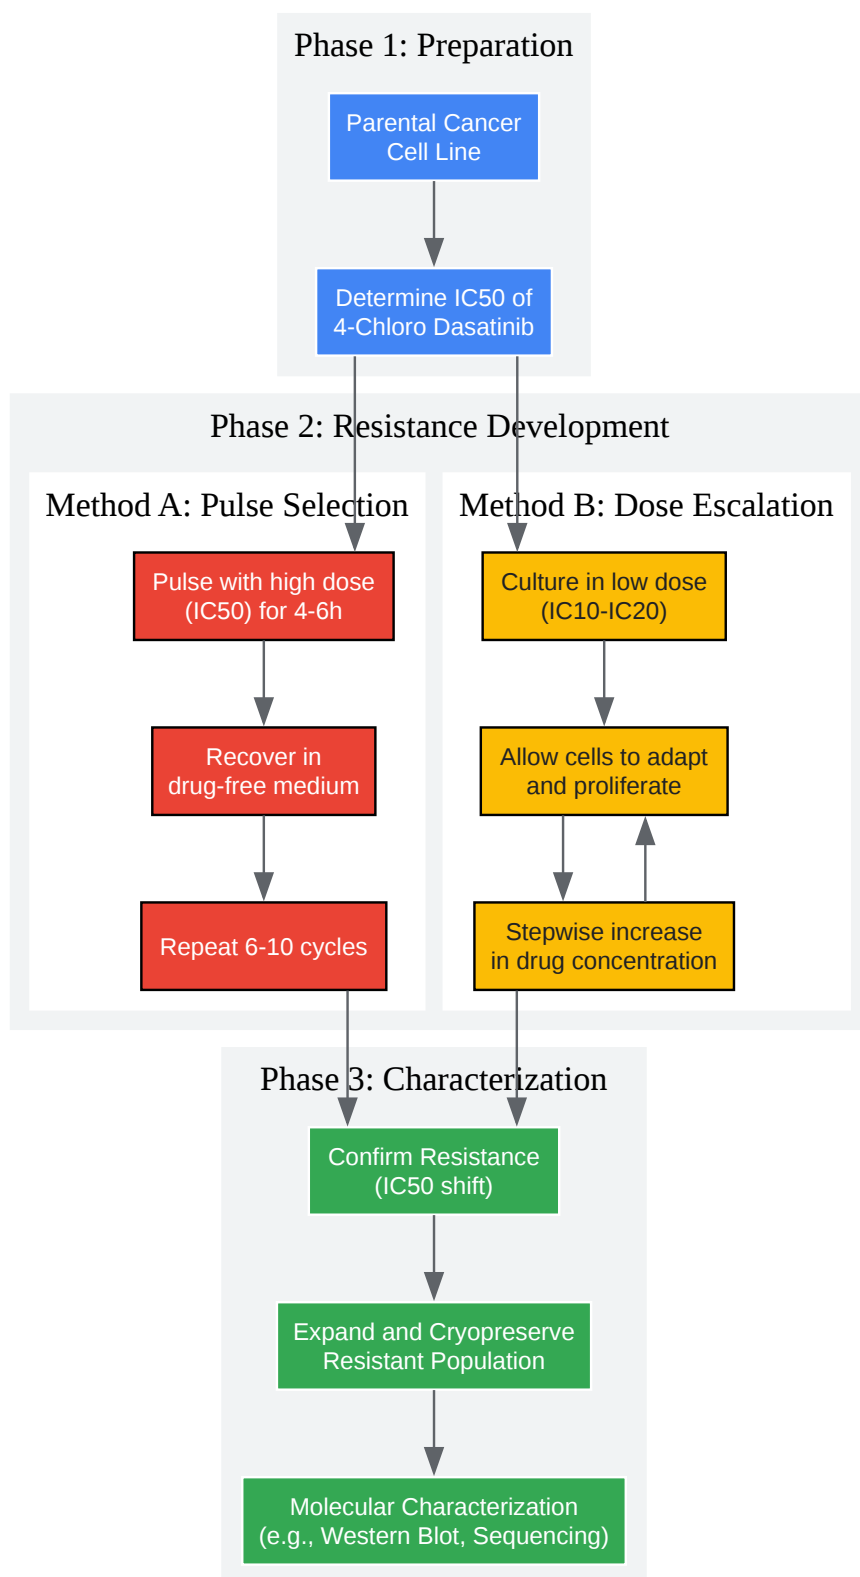 Phase 1: Preparation
Parental Cancer
Cell Line
Determine IC50 of
4-Chloro Dasatinib
Phase 2: Resistance Development
Method A: Pulse Selection
Pulse with high dose
(IC50) for 4-6h
Recover in
drug-free medium
Repeat 6-10 cycles
Method B: Dose Escalation
Culture in low dose
(IC10-IC20)
Allow cells to adapt
and proliferate
Stepwise increase
in drug concentration
Phase 3: Characterization
Confirm Resistance
(IC50 shift)
Expand and Cryopreserve
Resistant Population
Molecular Characterization
(e.g., Western Blot, Sequencing)